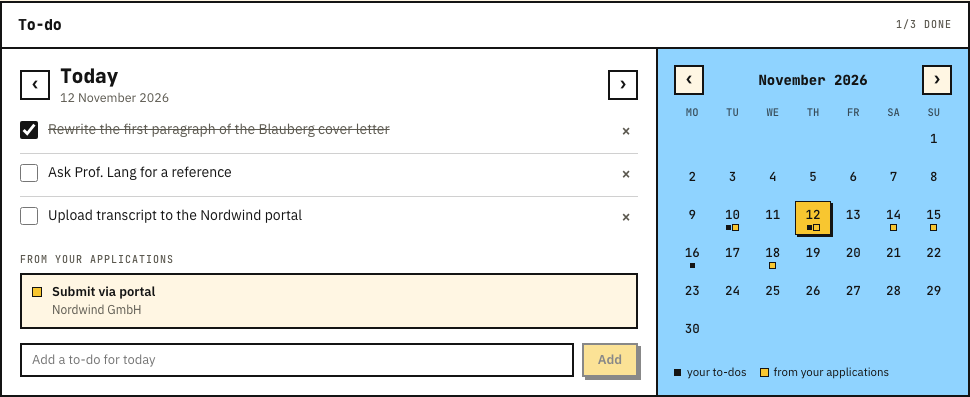 To-do
1/3 DONE
‹
Today
12 November 2026
›
Rewrite the first paragraph of the Blauberg cover letter ×
Ask Prof. Lang for a reference ×
Upload transcript to the Nordwind portal ×
FROM YOUR APPLICATIONS
Submit via portal
Nordwind GmbH
Add a to-do for today
Add
‹ November 2026 ›
MO TU WE TH FR SA SU
1
2 3 4 5 6 7 8
9 10 11 12 13 14 15
16 17 18 19 20 21 22
23 24 25 26 27 28 29
30
your to-dos from your applications